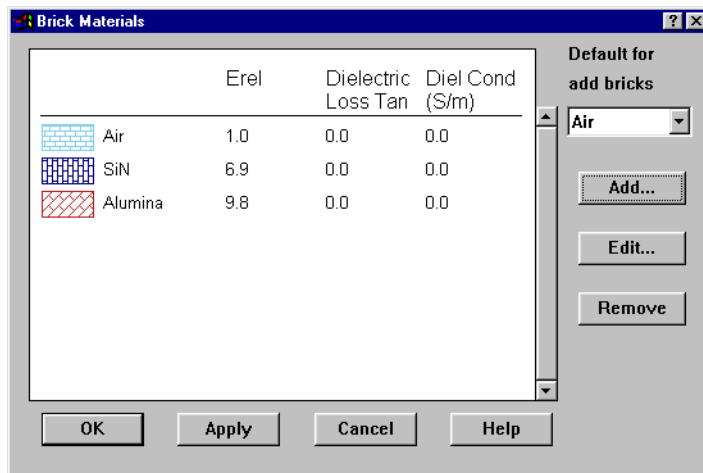 Brick Materials
Default for
add bricks
Erel Dielectric Diel Cond
Loss Tan (S/m)
Air
Air 1.0 0.0 0.0
SiN 6.9 0.0 0.0
Alumina 9.8 0.0 0.0
Add...
Edit...
Remove
OK Apply Cancel Help